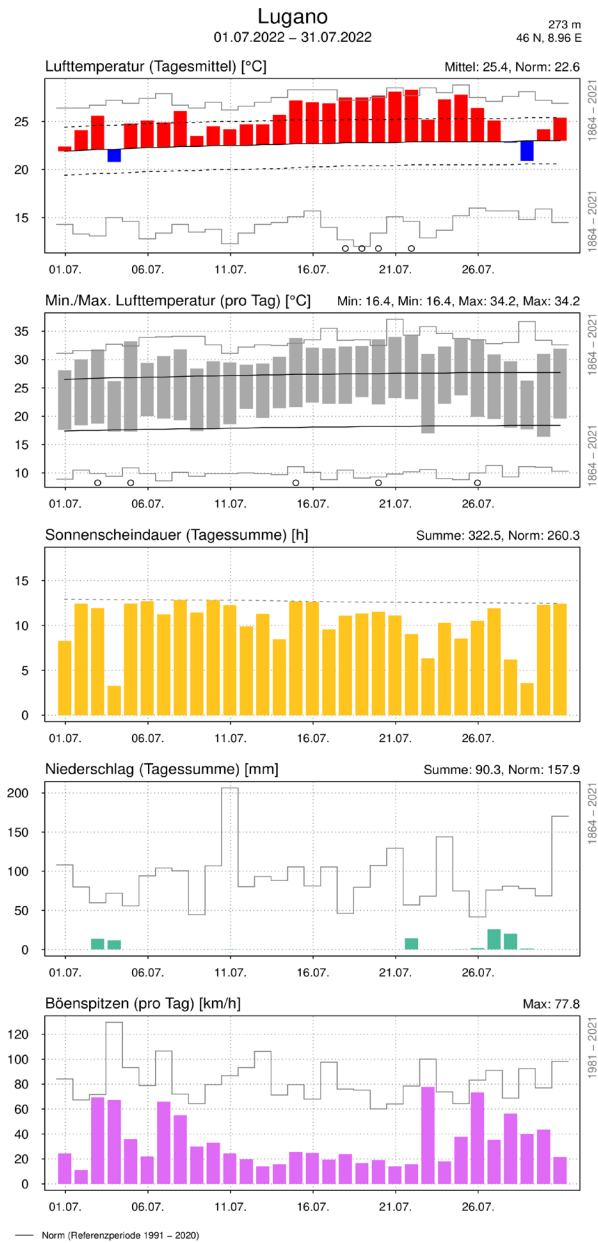 Lugano
01.07.2022 – 31.07.2022
273 m
46 N, 8.96 E
Lufttemperatur (Tagesmittel) [°C]
Mittel: 25.4, Norm: 22.6
25
20
15
1864 – 2021
1864 – 2021
01.07. 06.07. 11.07. 16.07. 21.07. 26.07.
Min./Max. Lufttemperatur (pro Tag) [°C]
Min: 16.4, Min: 16.4, Max: 34.2, Max: 34.2
35
30
25
20
15
10
1864 – 2021
1864 – 2021
01.07. 06.07. 11.07. 16.07. 21.07. 26.07.
Sonnenscheindauer (Tagessumme) [h]
Summe: 322.5, Norm: 260.3
15
10
5
0
01.07. 06.07. 11.07. 16.07. 21.07. 26.07.
Niederschlag (Tagessumme) [mm]
Summe: 90.3, Norm: 157.9
200
150
100
50
0
1864 – 2021
01.07. 06.07. 11.07. 16.07. 21.07. 26.07.
Böenspitzen (pro Tag) [km/h]
Max: 77.8
120
100
80
60
40
20
0
1981 – 2021
01.07. 06.07. 11.07. 16.07. 21.07. 26.07.
Norm (Referenzperiode 1991 – 2020)